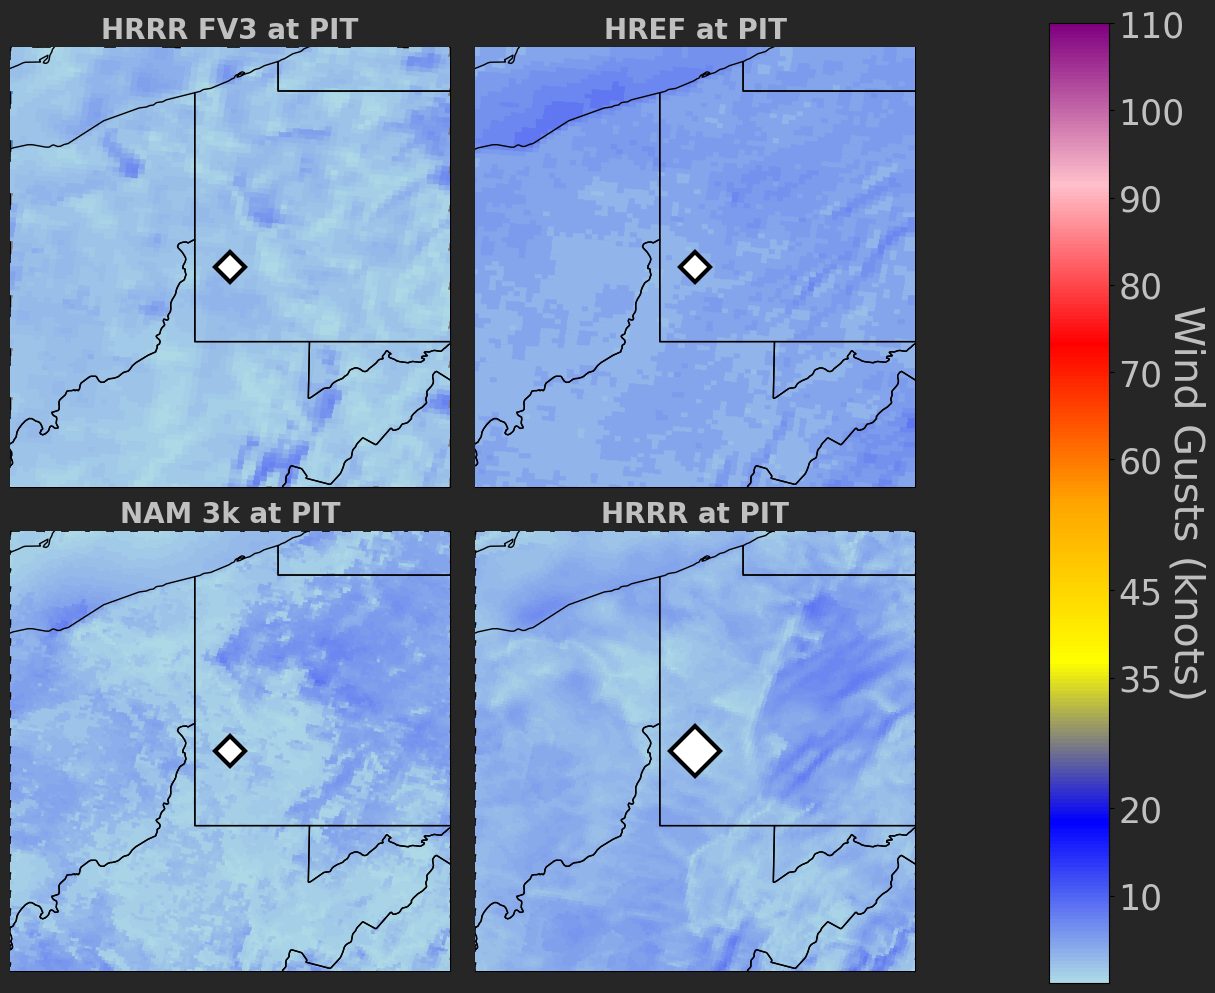 HRRR FV3 at PIT
HREF at PIT
NAM 3k at PIT
HRRR at PIT
110
100
90
80
70
60
45
35
20
10
Wind Gusts (knots)